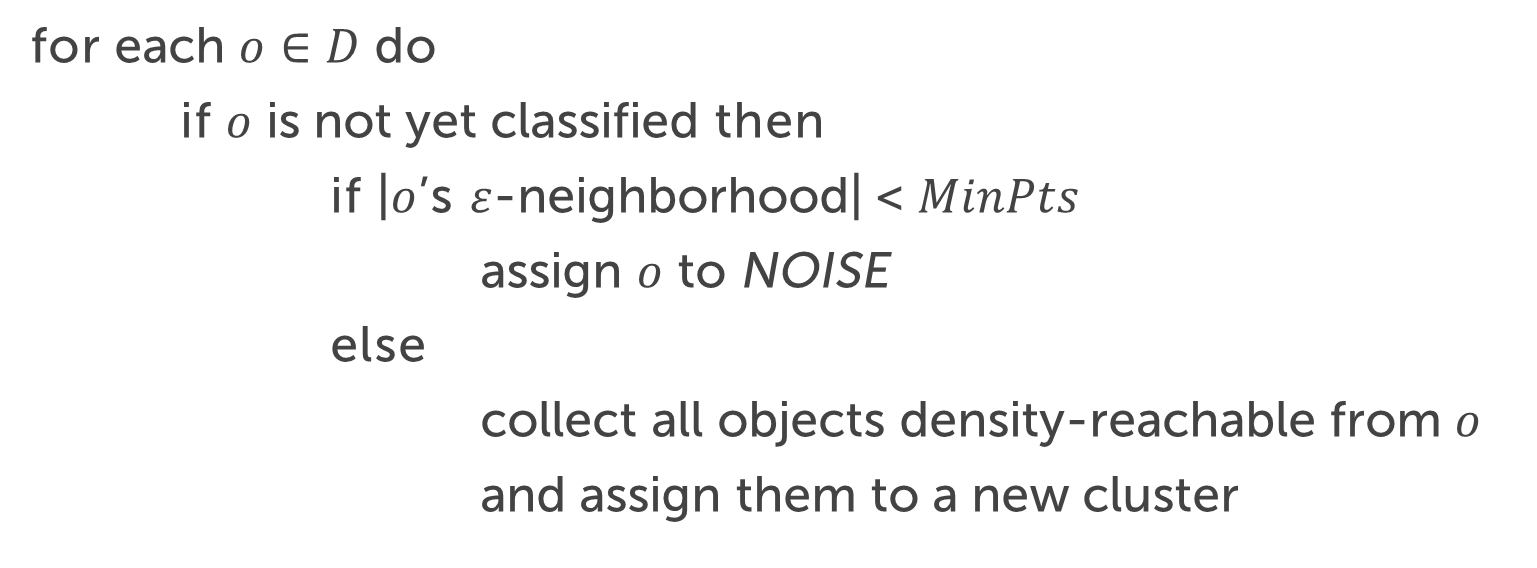 for each o ∈ D do
if o is not yet classified then
if |o’s ε-neighborhood| < MinPts
assign o to NOISE
else
collect all objects density-reachable from o
and assign them to a new cluster